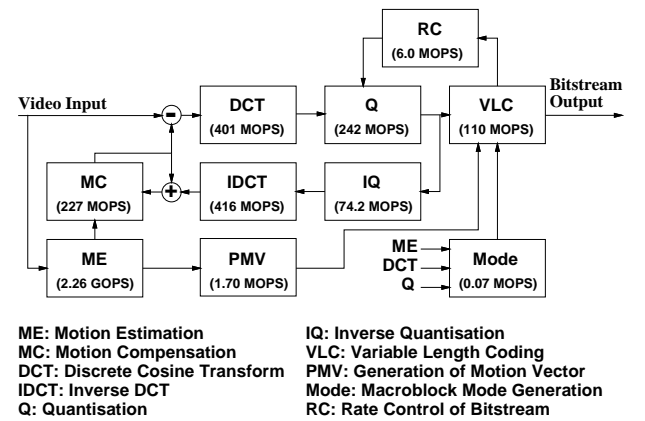 RC
(6.0 MOPS)
Bitstream
Output
Video Input
DCT
(401 MOPS)
Q
(242 MOPS)
VLC
(110 MOPS)
-
+
MC
(227 MOPS)
IDCT
(416 MOPS)
IQ
(74.2 MOPS)
ME
(2.26 GOPS)
PMV
(1.70 MOPS)
ME
DCT
Q
Mode
(0.07 MOPS)
ME: Motion Estimation
MC: Motion Compensation
DCT: Discrete Cosine Transform
IDCT: Inverse DCT
Q: Quantisation
IQ: Inverse Quantisation
VLC: Variable Length Coding
PMV: Generation of Motion Vector
Mode: Macroblock Mode Generation
RC: Rate Control of Bitstream